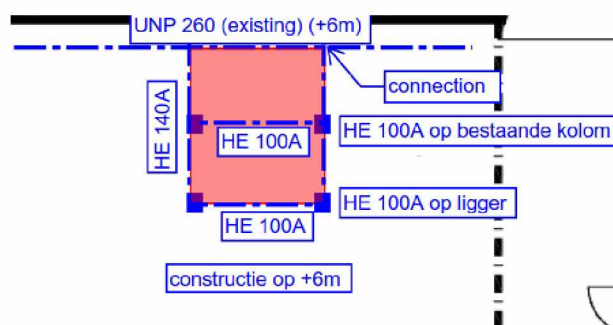 UNP 260 (existing) (+6m)
connection
HE 140A
HE 100A
HE 100A op bestaande kolom
HE 100A op ligger
HE 100A
constructie op +6m